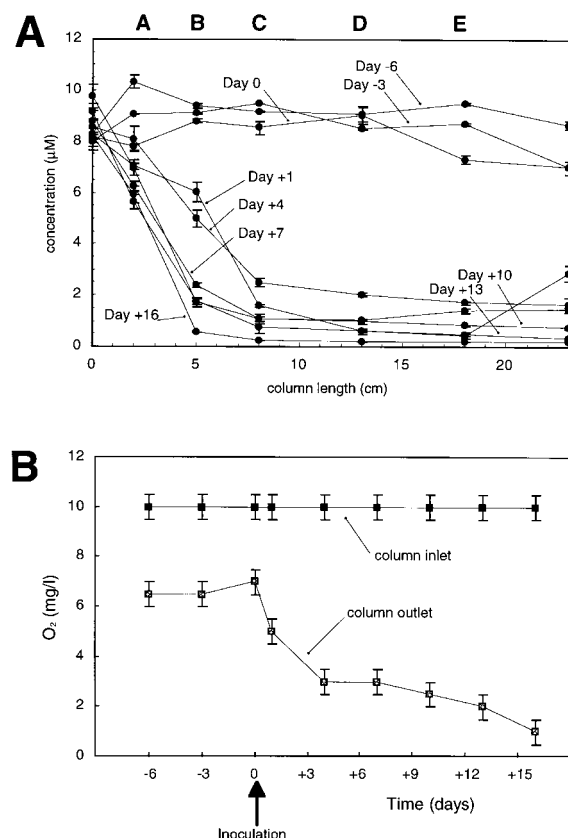 A
A B C D E
12
10
8
6
4
2
0
concentration (µM)
Day 0
Day -6
Day -3
Day +1
Day +4
Day +7
Day +10
Day +13
Day +16
0 5 10 15 20
column length (cm)
B
12
10
8
6
4
2
0
O₂ (mg/l)
column inlet
column outlet
-6 -3 0 +3 +6 +9 +12 +15
Time (days)
Inoculation